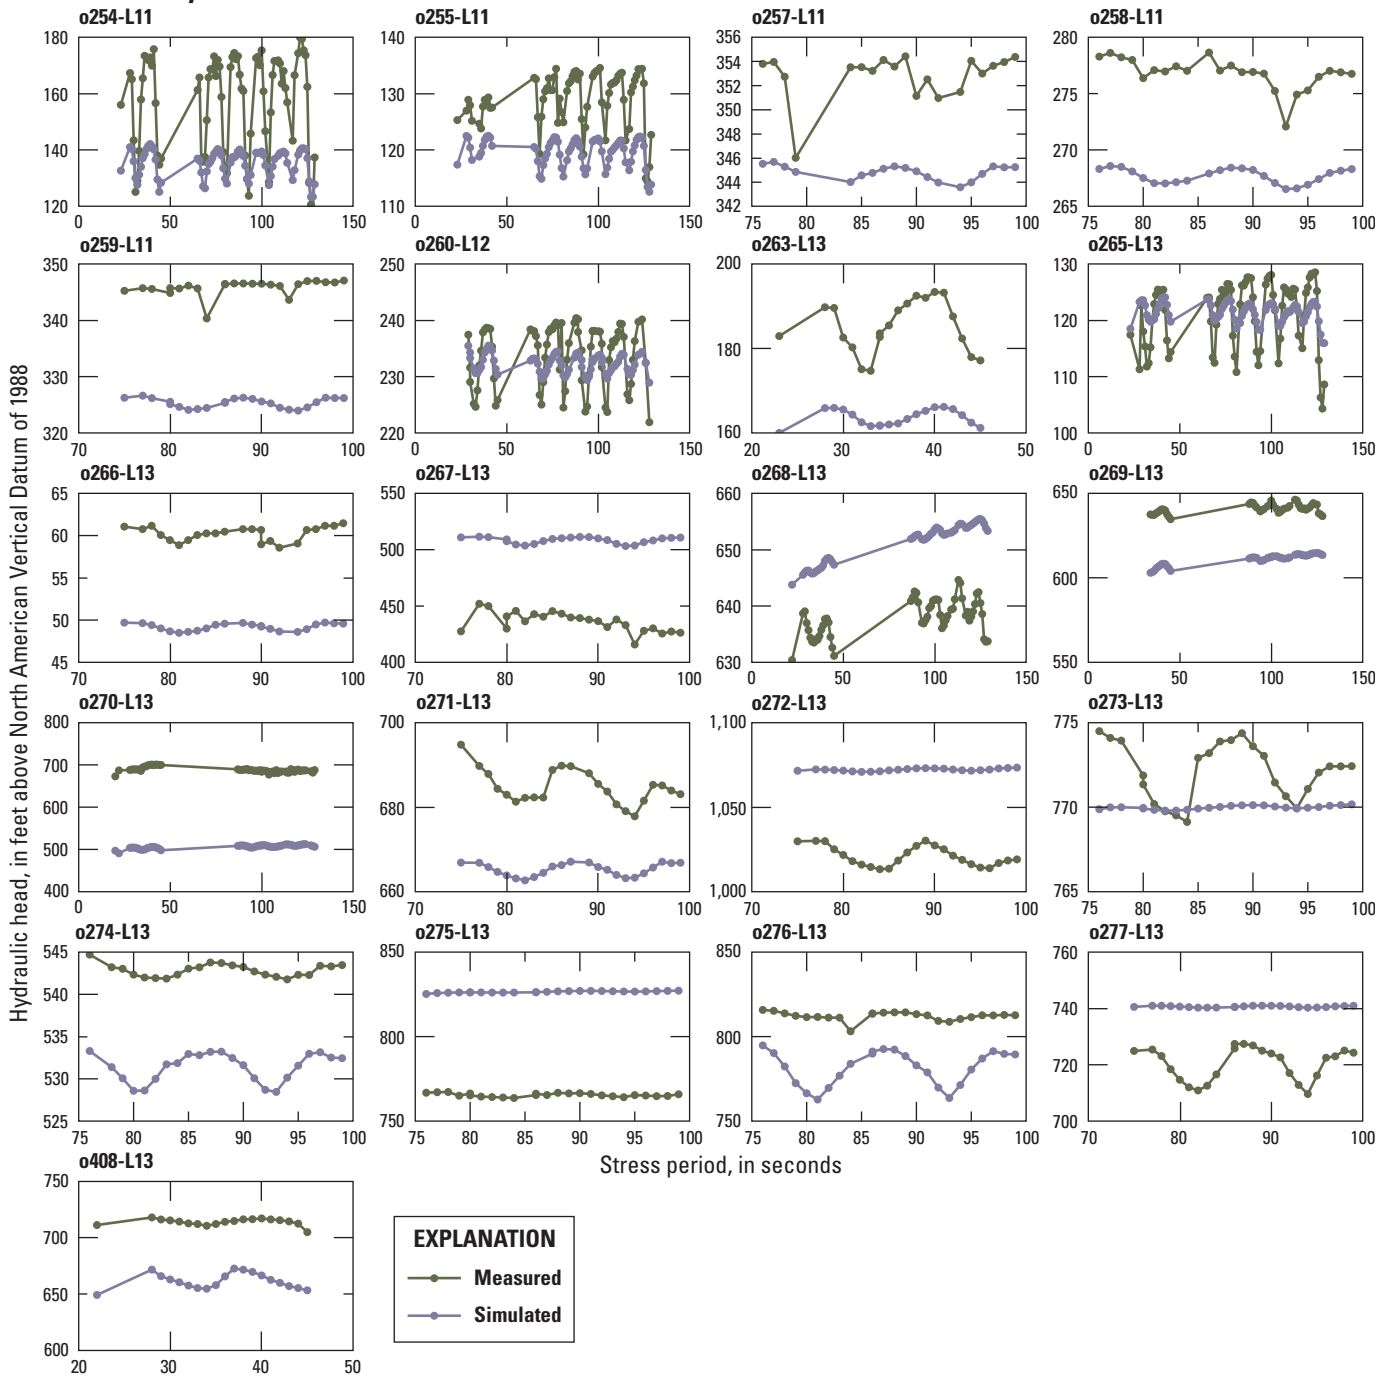 o254-L11 o255-L11 o257-L11 o258-L11
180 140 356 280
354
160 130 352 275
350
140 120 348 270
346
344
120 110 342 265
0 50 100 150 0 50 100 150 75 80 85 90 95 100 75 80 85 90 95 100
o259-L11 o260-L12 o263-L13 o265-L13
350 250 200 130
340 240 120
180
330 230 110
320 220 160 100
70 80 90 100 0 50 100 150 20 30 40 50 0 50 100 150
o266-L13 o267-L13 o268-L13 o269-L13
65 550 660 650
60 500 650
55 600
50 450 640
45 400 630 550
70 80 90 100 70 80 90 100 0 50 100 150 0 50 100 150
o270-L13 o271-L13 o272-L13 o273-L13
800 700 1,100 775
700
600 680 1,050 770
500
400 660 1,000 765
0 50 100 150 70 80 90 100 70 80 90 100 75 80 85 90 95 100
o274-L13 o275-L13 o276-L13 o277-L13
545 850 850 760
540 740
535 800 800
530 720
525 750 750 700
75 80 85 90 95 100 75 80 85 90 95 100 75 80 85 90 95 100 70 80 90 100
o408-L13
750
700
650
600
20 30 40 50
Hydraulic head, in feet above North American Vertical Datum of 1988
Stress period, in seconds
EXPLANATION
Measured
Simulated